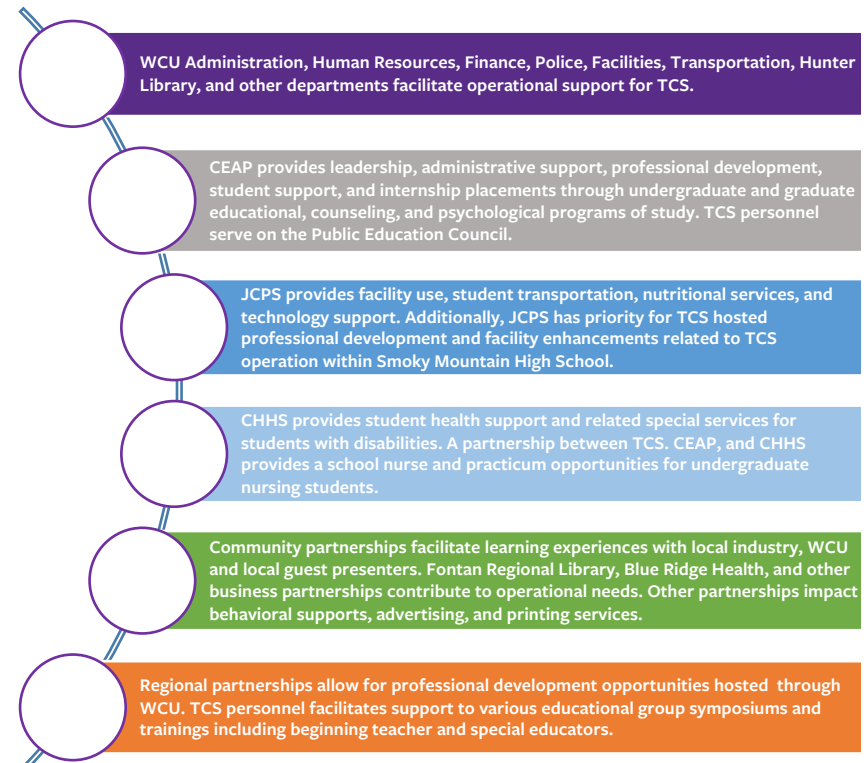 WCU Administration, Human Resources, Finance, Police, Facilities, Transportation, Hunter
Library, and other departments facilitate operational support for TCS.
CEAP provides leadership, administrative support, professional development,
student support, and internship placements through undergraduate and graduate
educational, counseling, and psychological programs of study. TCS personnel
serve on the Public Education Council.
JCPS provides facility use, student transportation, nutritional services, and
technology support. Additionally, JCPS has priority for TCS hosted
professional development and facility enhancements related to TCS
operation within Smoky Mountain High School.
CHHS provides student health support and related special services for
students with disabilities. A partnership between TCS. CEAP, and CHHS
provides a school nurse and practicum opportunities for undergraduate
nursing students.
Community partnerships facilitate learning experiences with local industry, WCU
and local guest presenters. Fontan Regional Library, Blue Ridge Health, and other
business partnerships contribute to operational needs. Other partnerships impact
behavioral supports, advertising, and printing services.
Regional partnerships allow for professional development opportunities hosted through
WCU. TCS personnel facilitates support to various educational group symposiums and
trainings including beginning teacher and special educators.